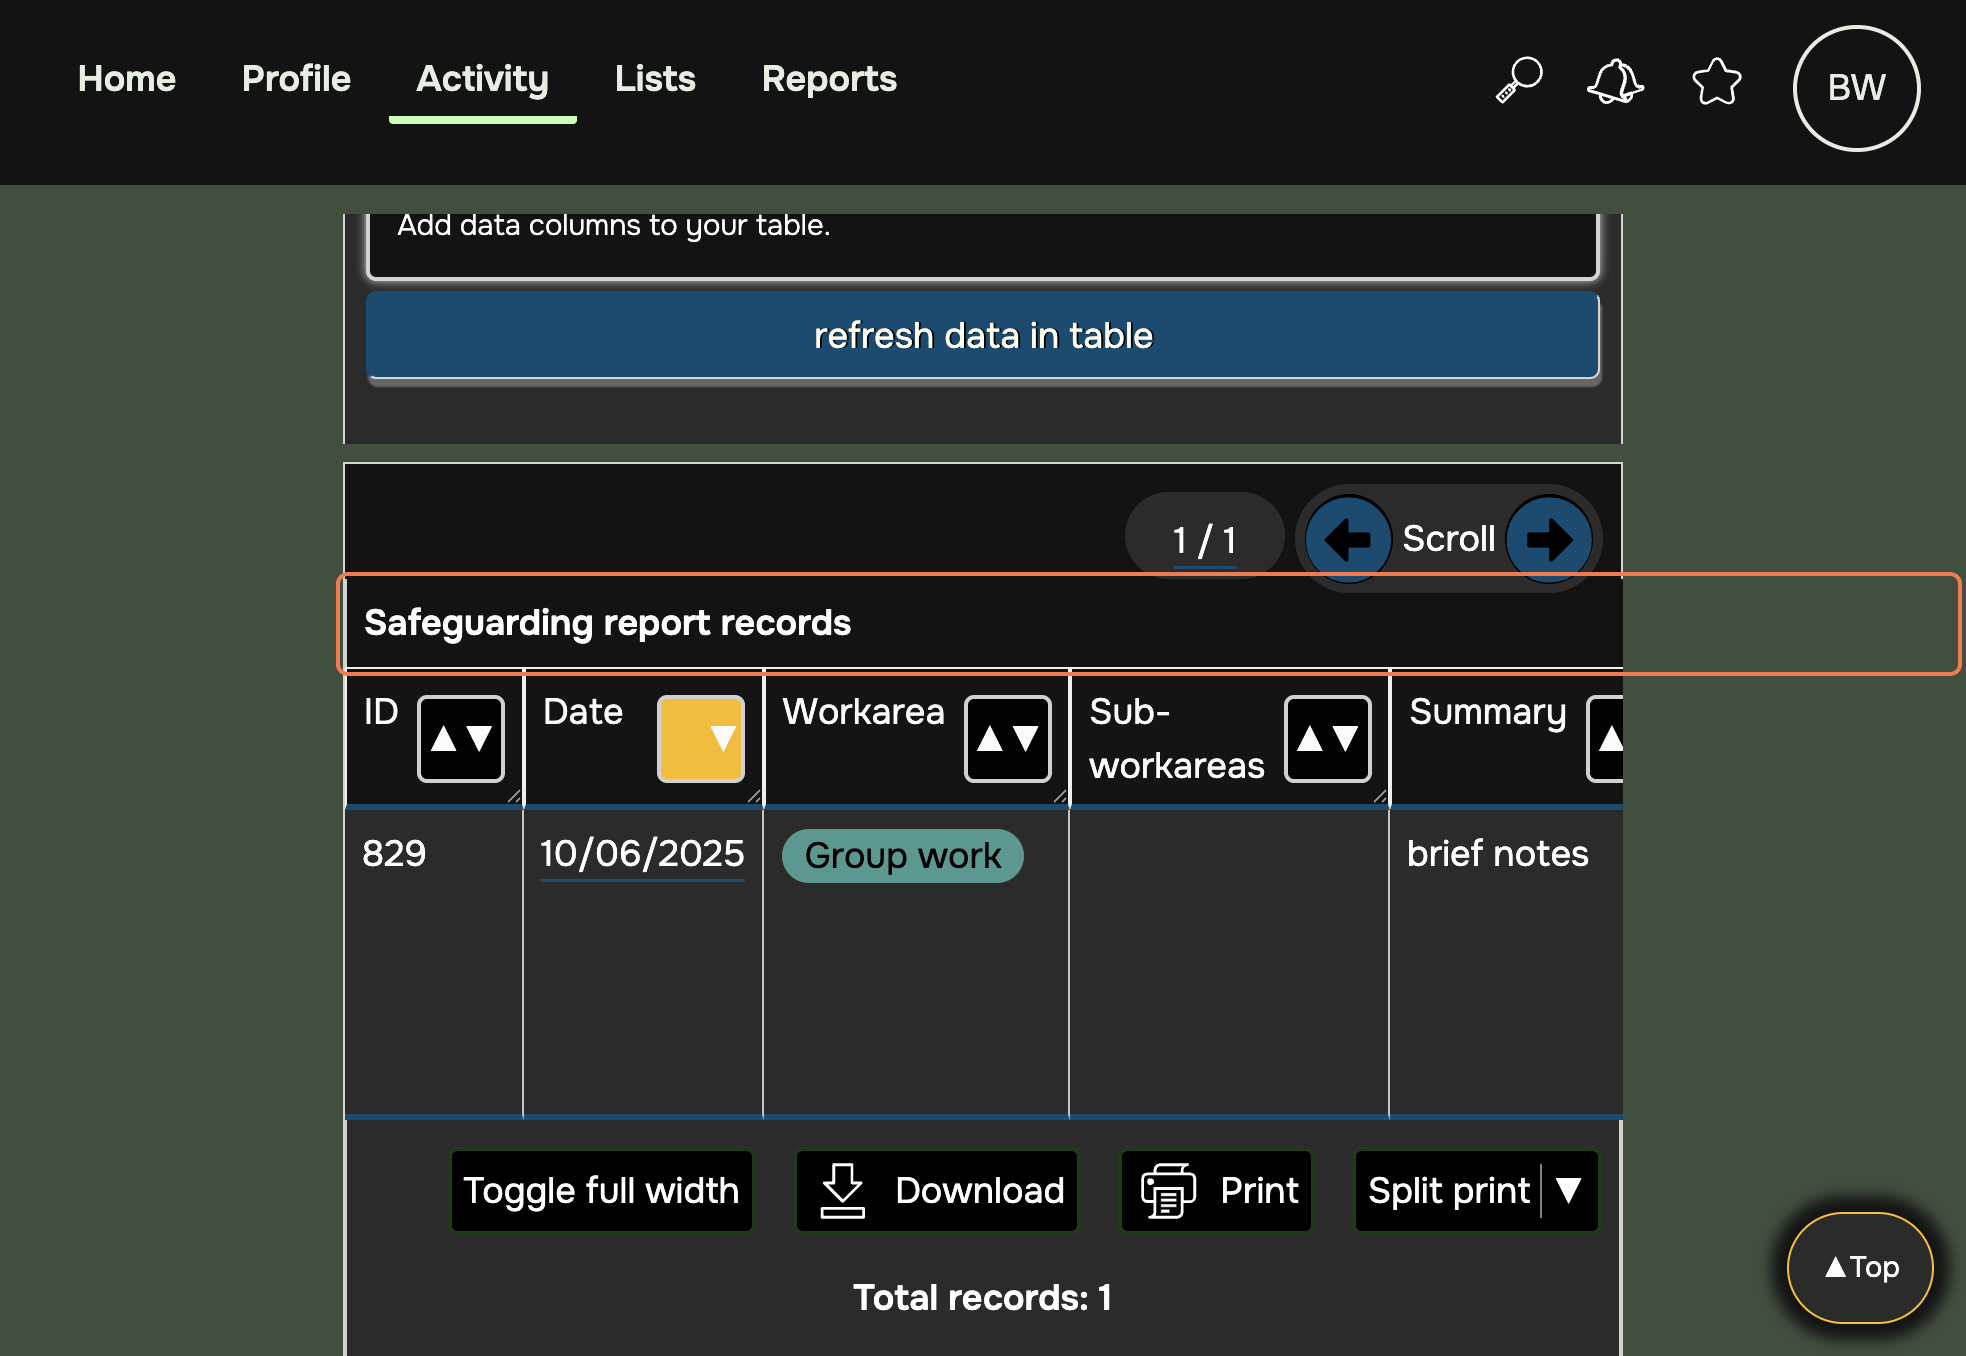 Home Profile Activity Lists Reports BW
Add data columns to your table.
refresh data in table
1 / 1 Scroll
Safeguarding report records
ID ▲▼ Date ▼ Workarea ▲▼ Sub-workareas ▲▼ Summary ▲
829 10/06/2025 Group work brief notes
Toggle full width Download Print Split print ▼
▲Top
Total records: 1